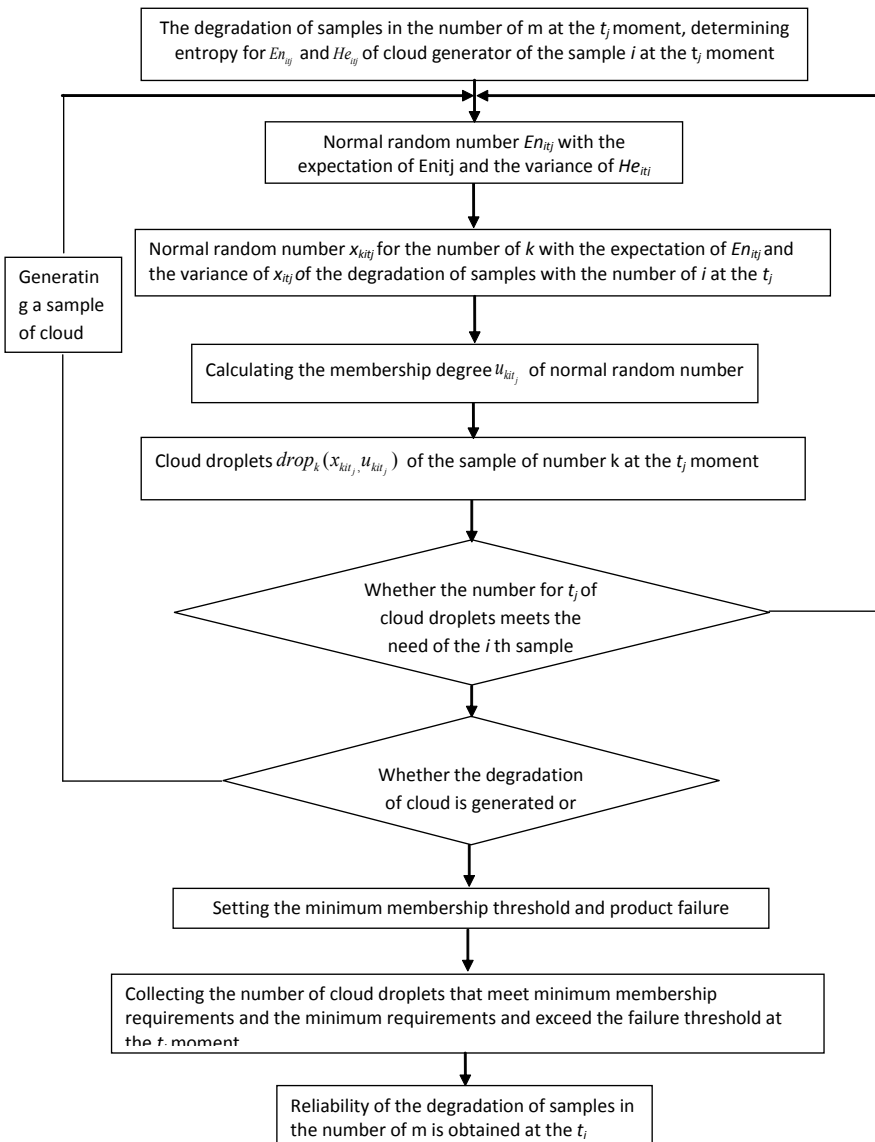 The degradation of samples in the number of m at the tj moment, determining
entropy for Enitj and Heitj of cloud generator of the sample i at the tj moment
Normal random number Enitj with the
expectation of Enitj and the variance of Heitj
Normal random number xkitj for the number of k with the expectation of Enitj and
the variance of xitj of the degradation of samples with the number of i at the tj
Generatin
g a sample
of cloud
Calculating the membership degree ukitj of normal random number
Cloud droplets dropk(xkitj,ukitj) of the sample of number k at the tj moment
Whether the number for tj of
cloud droplets meets the
need of the i th sample
Whether the degradation
of cloud is generated or
Setting the minimum membership threshold and product failure
Collecting the number of cloud droplets that meet minimum membership
requirements and the minimum requirements and exceed the failure threshold at
the tj moment
Reliability of the degradation of samples in
the number of m is obtained at the tj